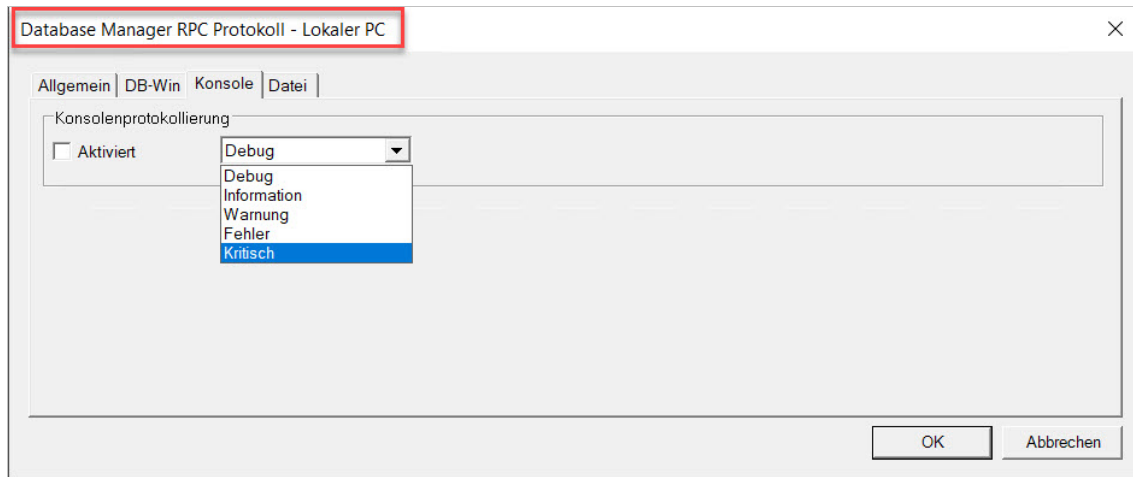 Database Manager RPC Protokoll - Lokaler PC
Allgemein DB-Win Konsole Datei
Konsolenprotokollierung
Aktiviert Debug
Debug
Information
Warnung
Fehler
Kritisch
OK Abbrechen